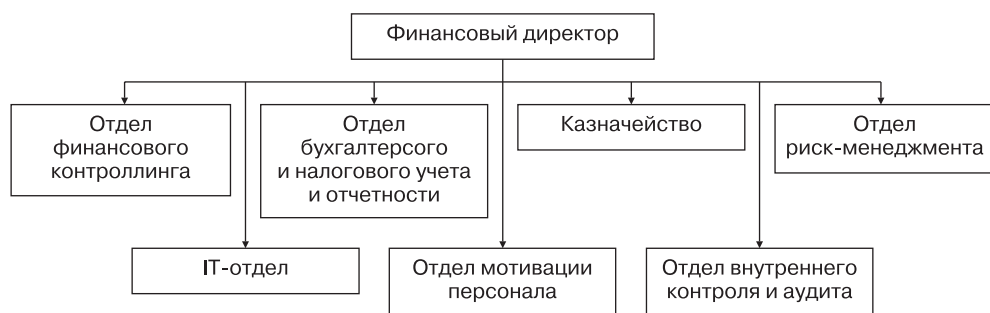 Финансовый директор
Отдел
финансового
контроллинга
Отдел
бухгалтерсого
и налогового учета
и отчетности
Казначейство
Отдел
риск-менеджмента
IT-отдел
Отдел мотивации
персонала
Отдел внутреннего
контроля и аудита